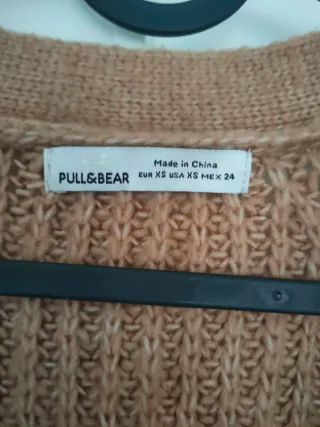 Made in China
PULL&BEAR
EUR XS USA XS MEX 24